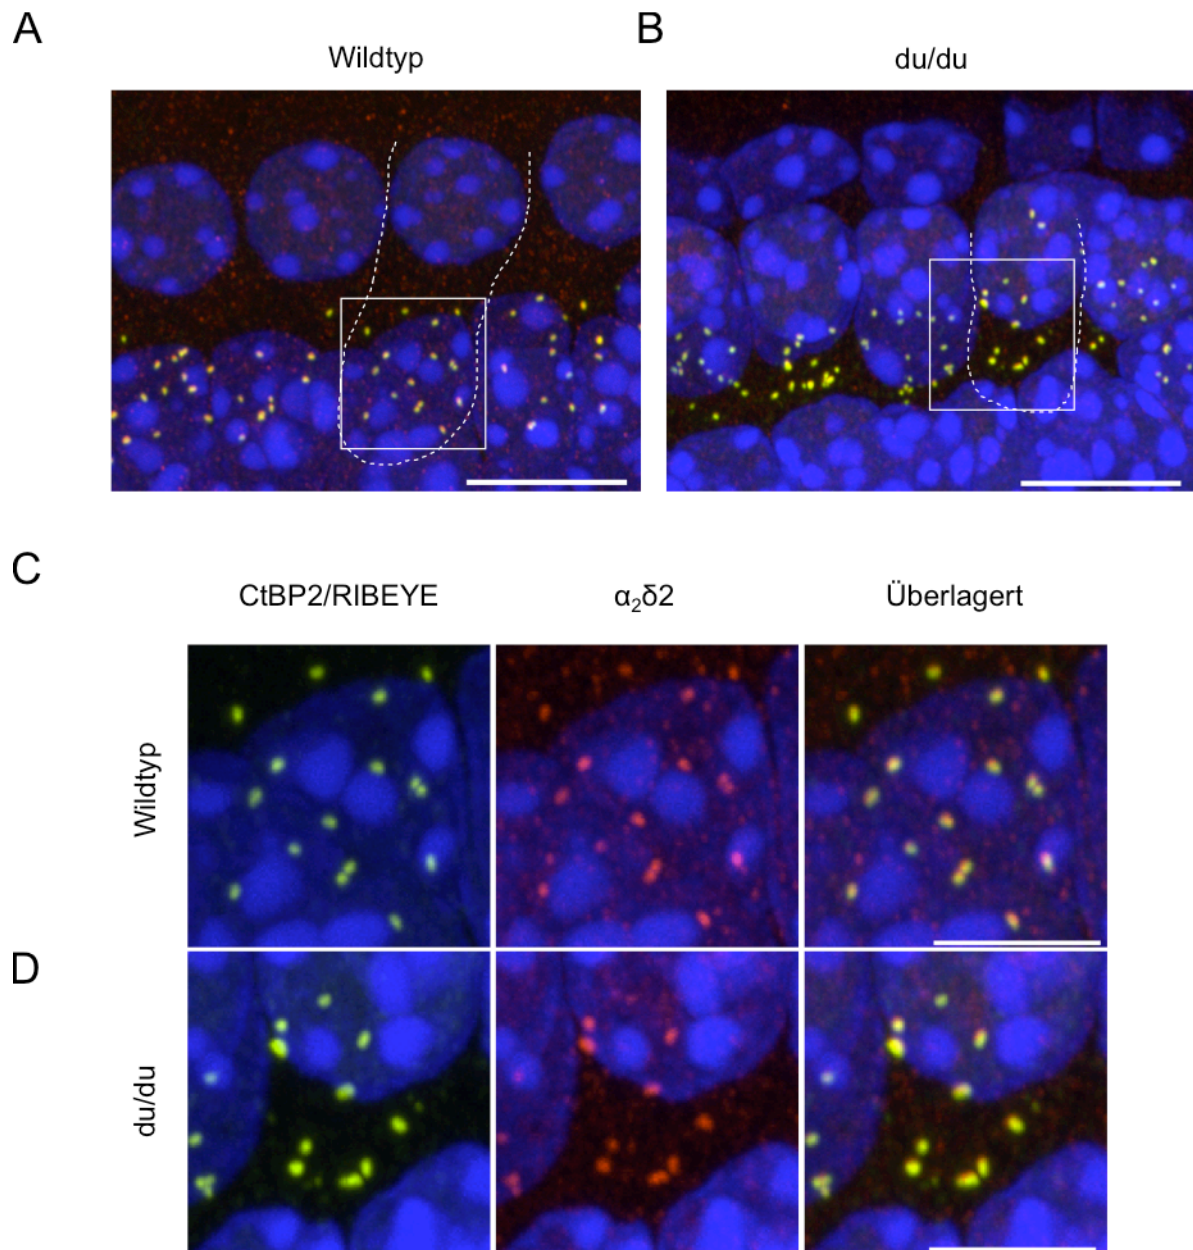 A
B
Wildtyp
du/du
C
CtBP2/RIBEYE
α₂δ2
Überlagert
Wildtyp
D
du/du